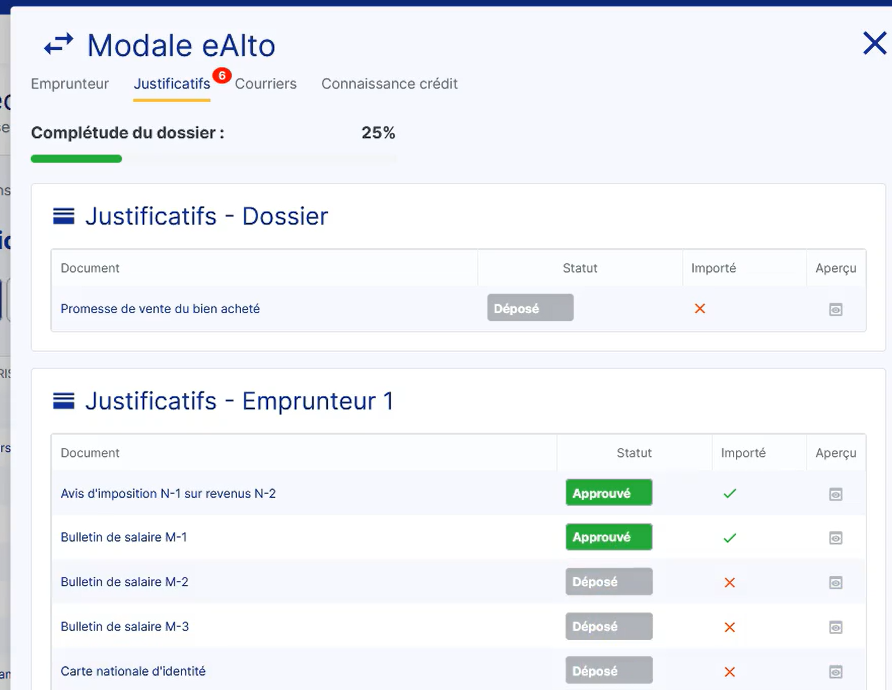 Modale eAlto
Emprunteur Justificatifs 6 Courriers Connaissance crédit
Complétude du dossier : 25%
Justificatifs - Dossier
Document Statut Importé Aperçu
Promesse de vente du bien acheté Déposé
Justificatifs - Emprunteur 1
Document Statut Importé Aperçu
Avis d'imposition N-1 sur revenus N-2 Approuvé
Bulletin de salaire M-1 Approuvé
Bulletin de salaire M-2 Déposé
Bulletin de salaire M-3 Déposé
Carte nationale d'identité Déposé